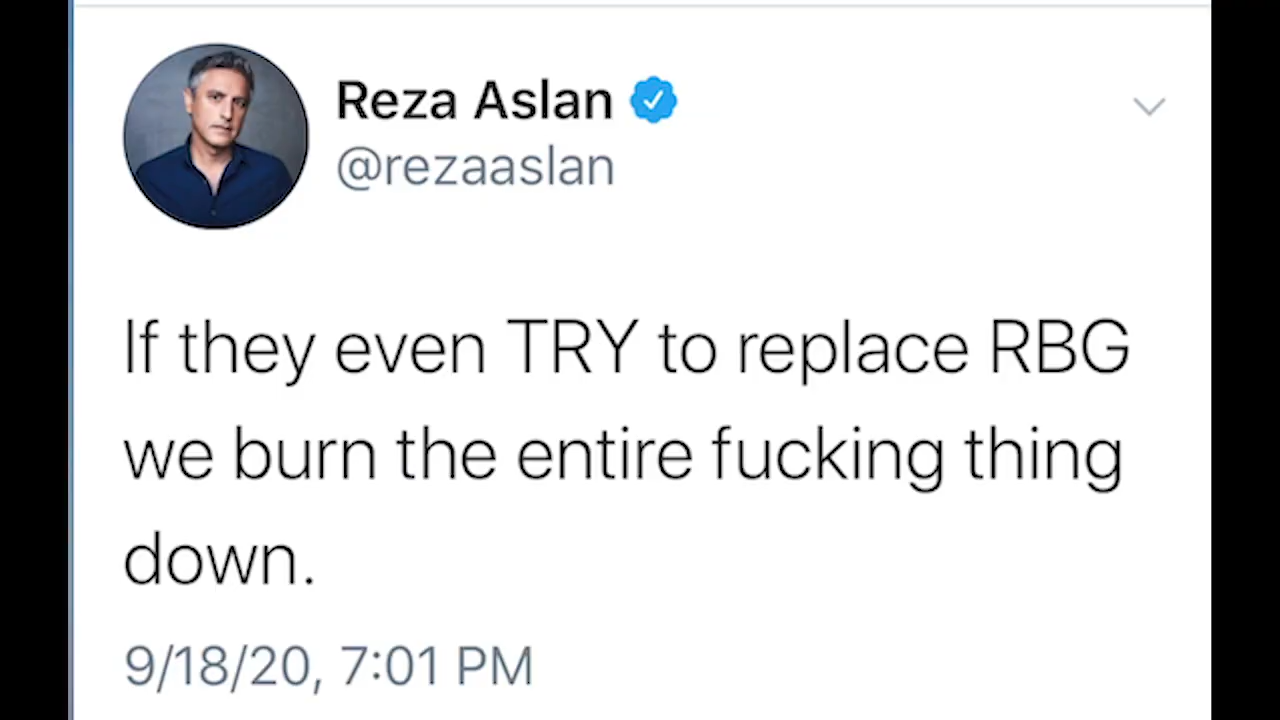 Reza Aslan
@rezaaslan
If they even TRY to replace RBG
we burn the entire fucking thing
down.
9/18/20, 7:01 PM